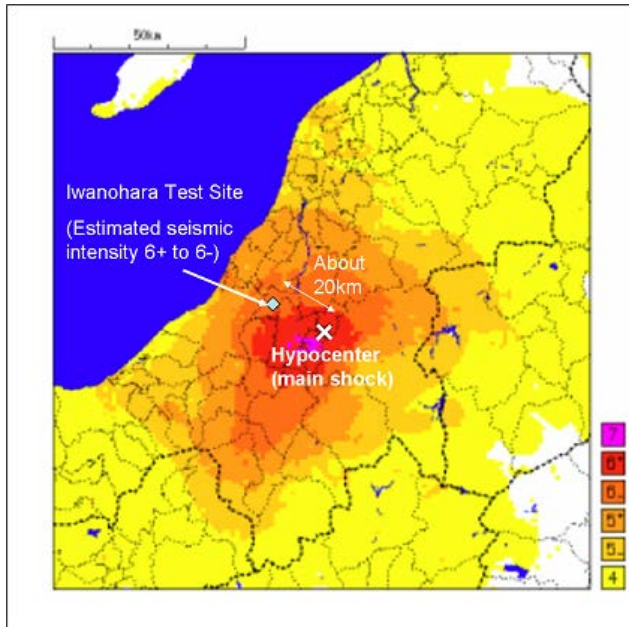 50km
Iwanohara Test Site
(Estimated seismic
intensity 6+ to 6-)
About
20km
Hypocenter
(main shock)
7
6+
6-
5+
5-
4